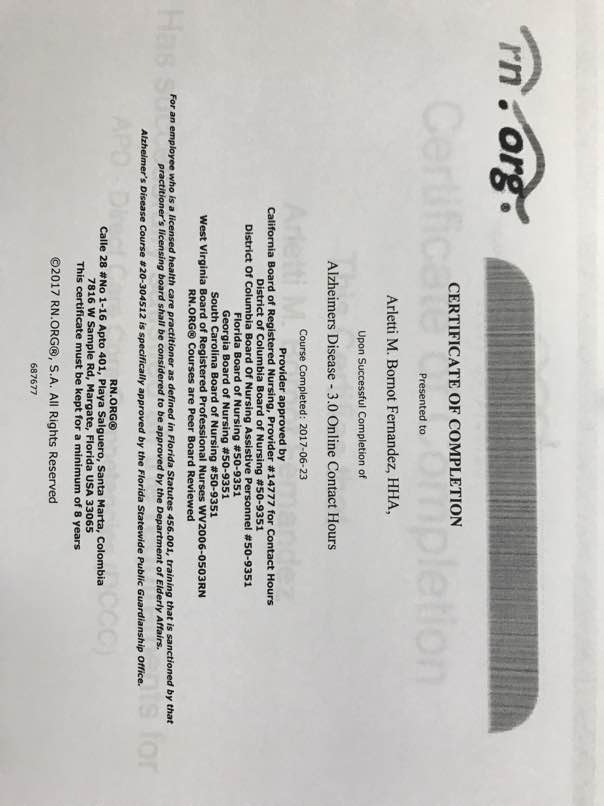 rn.org®
CERTIFICATE OF COMPLETION
Presented to
Arletti M. Bornot Fernandez, HHA,
Upon Successful Completion of
Alzheimers Disease - 3.0 Online Contact Hours
Course Completed: 2017-06-23
Provider approved by
California Board of Registered Nursing, Provider #14777 for Contact Hours
District of Columbia Board of Nursing #50-9351
District Of Columbia Board Of Nursing Assistive Personnel #50-9351
Florida Board of Nursing #50-9351
Georgia Board of Nursing #50-9351
South Carolina Board of Nursing #50-9351
West Virginia Board of Registered Professional Nurses WV2006-0503RN
RN.ORG® Courses are Peer Board Reviewed
For an employee who is a licensed health care practitioner as defined in Florida Statutes 456.001, training that is sanctioned by that
practitioner's licensing board shall be considered to be approved by the Department of Elderly Affairs.
Alzheimer's Disease Course #20-304512 is specifically approved by the Florida Statewide Public Guardianship Office.
RN.ORG®
Calle 28 #No 1-16 Apto 401, Playa Salguero, Santa Marta, Colombia
7816 W Sample Rd, Margate, Florida USA 33065
This certificate must be kept for a minimum of 8 years
©2017 RN.ORG®, S.A. All Rights Reserved
687677